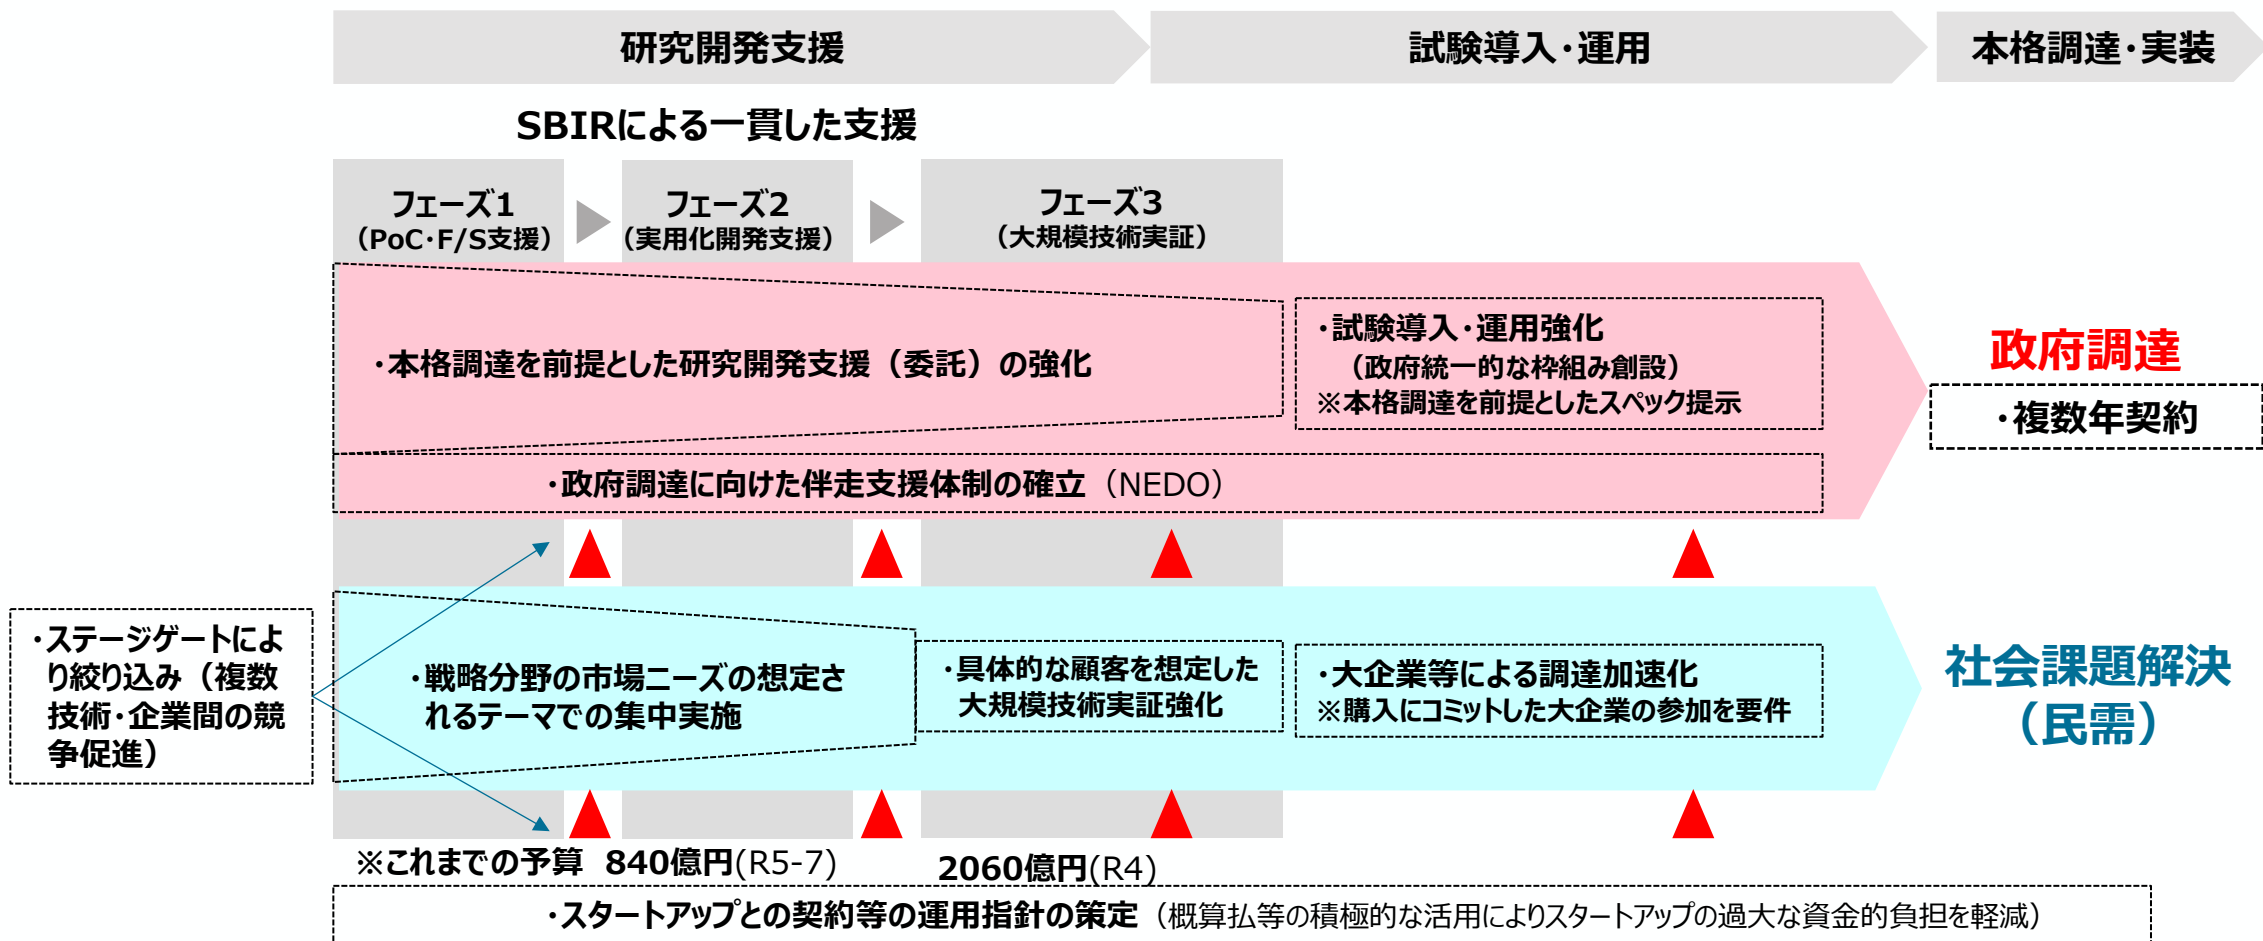 研究開発支援
試験導入・運用
本格調達・実装
SBIRによる一貫した支援
フェーズ1
（PoC・F/S支援）
フェーズ2
（実用化開発支援）
フェーズ3
（大規模技術実証）
・本格調達を前提とした研究開発支援（委託）の強化
・試験導入・運用強化
（政府統一的な枠組み創設）
※本格調達を前提としたスペック提示
政府調達
・複数年契約
・政府調達に向けた伴走支援体制の確立（NEDO）
・ステージゲートによ
り絞り込み（複数
技術・企業間の競
争促進）
・戦略分野の市場ニーズの想定さ
れるテーマでの集中実施
・具体的な顧客を想定した
大規模技術実証強化
・大企業等による調達加速化
※購入にコミットした大企業の参加を要件
社会課題解決
（民需）
※これまでの予算 840億円(R5-7)
2060億円(R4)
・スタートアップとの契約等の運用指針の策定（概算払等の積極的な活用によりスタートアップの過大な資金的負担を軽減）